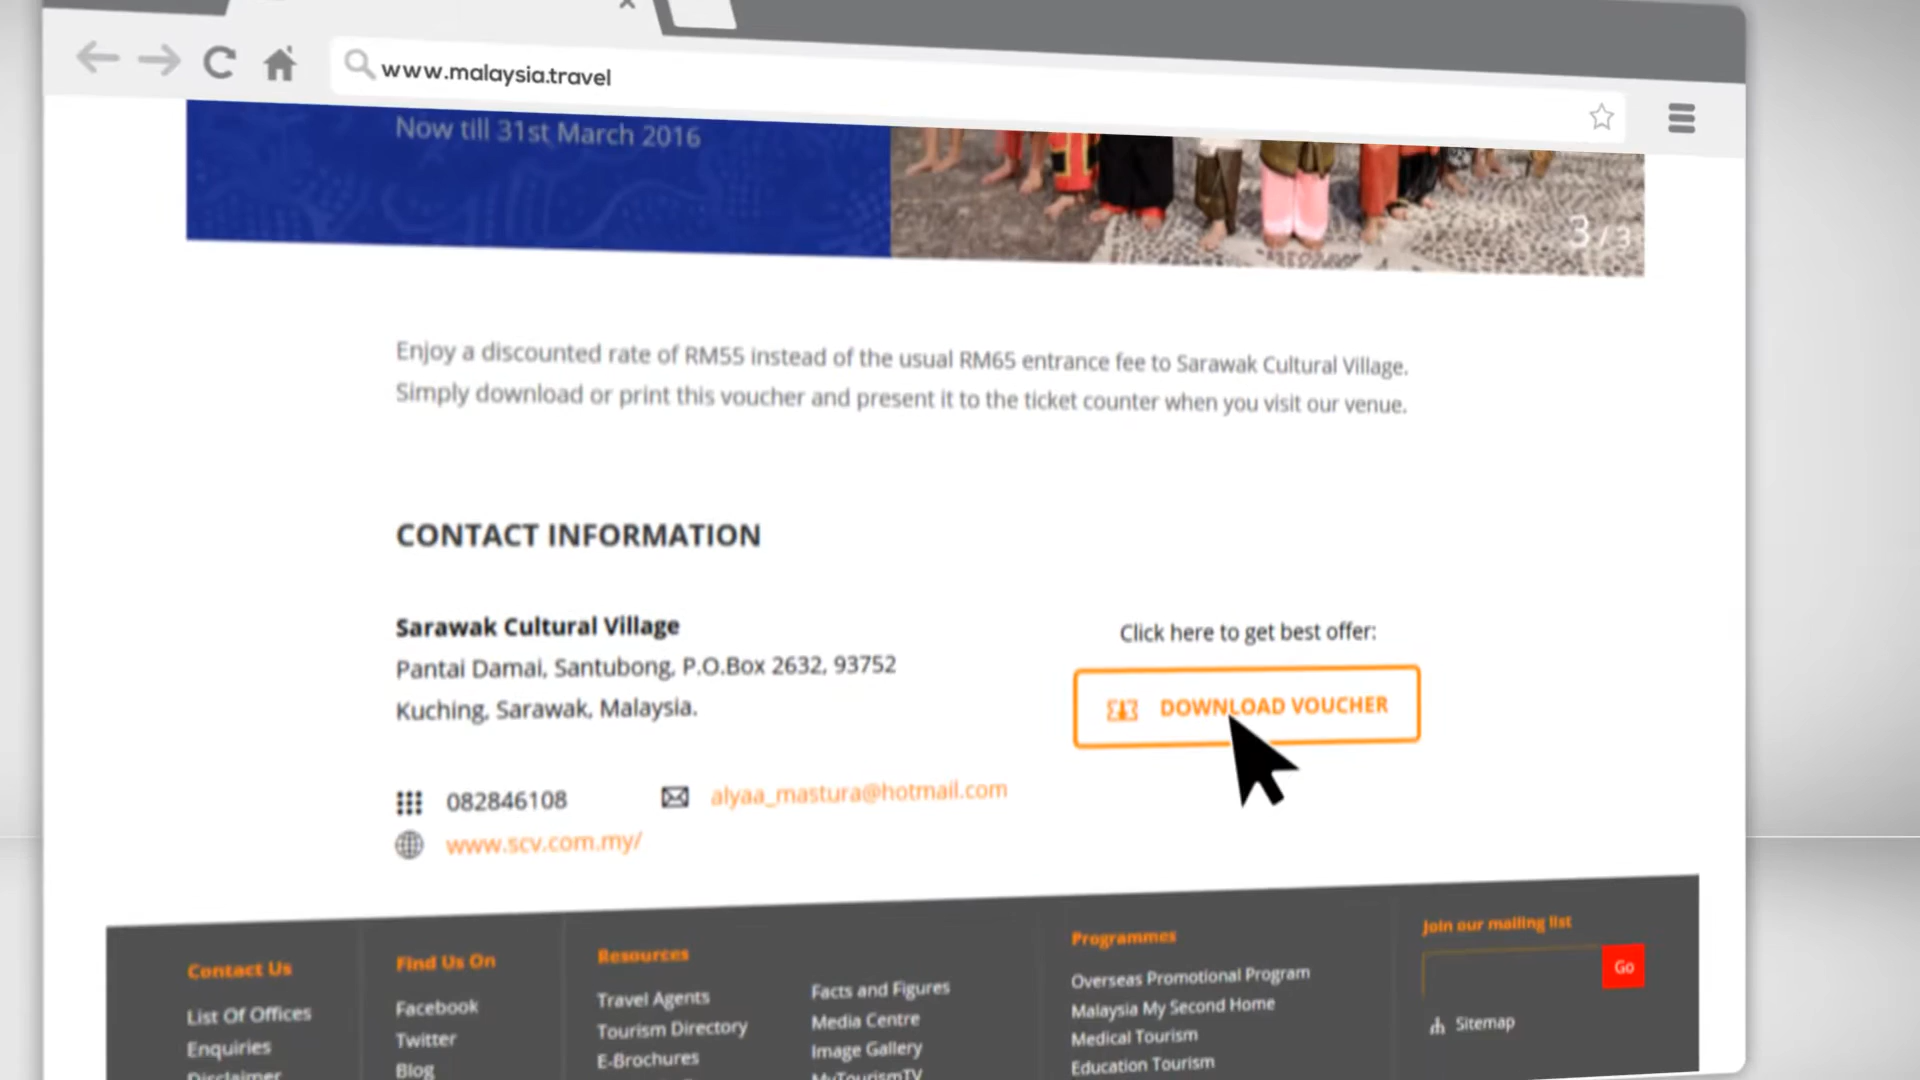 www.malaysia.travel
Now till 31st March 2016
3 / 3
Enjoy a discounted rate of RM55 instead of the usual RM65 entrance fee to Sarawak Cultural Village.
Simply download or print this voucher and present it to the ticket counter when you visit our venue.
CONTACT INFORMATION
Sarawak Cultural Village
Pantai Damai, Santubong, P.O.Box 2632, 93752
Kuching, Sarawak, Malaysia.
Click here to get best offer:
DOWNLOAD VOUCHER
082846108
alyaa_mastura@hotmail.com
www.scv.com.my/
Contact Us
List Of Offices
Enquiries
Disclaimer
Find Us On
Facebook
Twitter
Blog
Resources
Travel Agents
Tourism Directory
E-Brochures
Facts and Figures
Media Centre
Image Gallery
MyTourismTV
Programmes
Overseas Promotional Program
Malaysia My Second Home
Medical Tourism
Education Tourism
Join our mailing list
Go
Sitemap